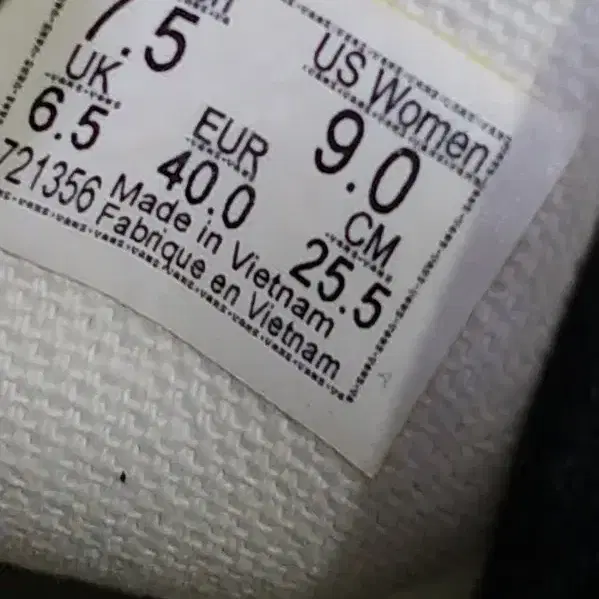 7.5
US Women
9.0
UK
6.5
EUR
40.0
CM
25.5
721356
Made in Vietnam
Fabrique en Vietnam